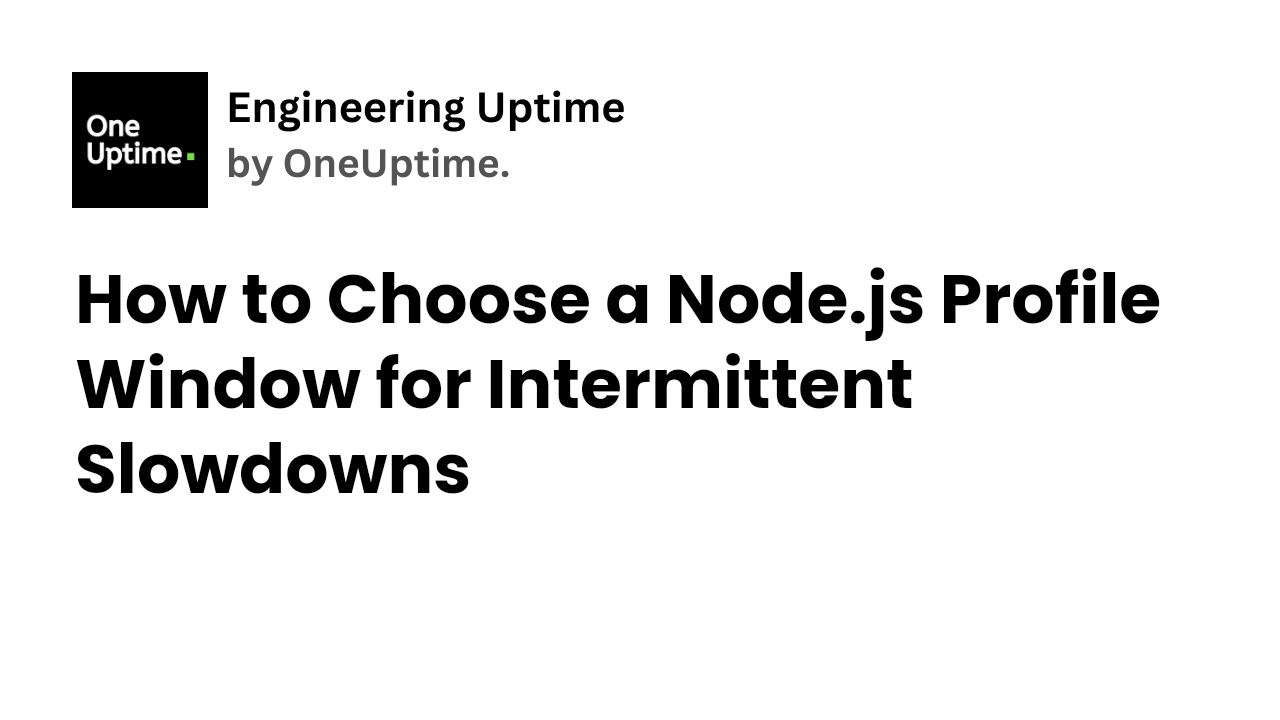 One
Uptime
Engineering Uptime
by OneUptime.
How to Choose a Node.js Profile
Window for Intermittent
Slowdowns